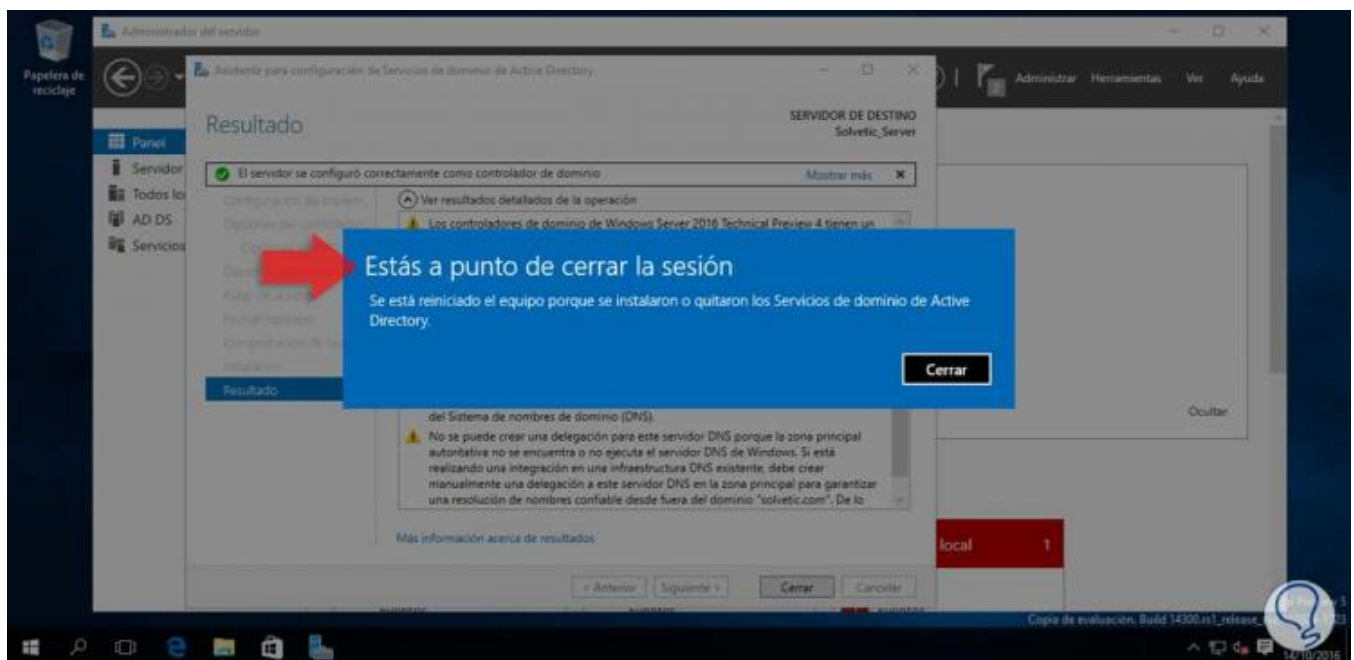 Administrador del servidor
Papelera de
reciclaje
Asistente para configuración de Servicios de dominio de Active Directory
Administrar Herramientas Ver Ayuda
Resultado
SERVIDOR DE DESTINO
Solvetic_Server
Panel
Servidor
Todos los
AD DS
Servicios
El servidor se configuró correctamente como controlador de dominio
Mostrar más
Ver resultados detallados de la operación
Los controladores de dominio de Windows Server 2016 Technical Preview 4 tienen un
Estás a punto de cerrar la sesión
Se está reiniciado el equipo porque se instalaron o quitaron los Servicios de dominio de Active
Directory.
Cerrar
Resultado
del Sistema de nombres de dominio (DNS).
No se puede crear una delegación para este servidor DNS porque la zona principal
autoritativa no se encuentra o no ejecuta el servidor DNS de Windows. Si está
realizando una integración en una infraestructura DNS existente, debe crear
manualmente una delegación a este servidor DNS en la zona principal para garantizar
una resolución de nombres confiable desde fuera del dominio "solvetic.com". De lo
Ocultar
Más información acerca de resultados
local 1
< Anterior Siguiente > Cerrar Cancelar
Copia de evaluación. Build 14300.rs1_release
14/10/2016